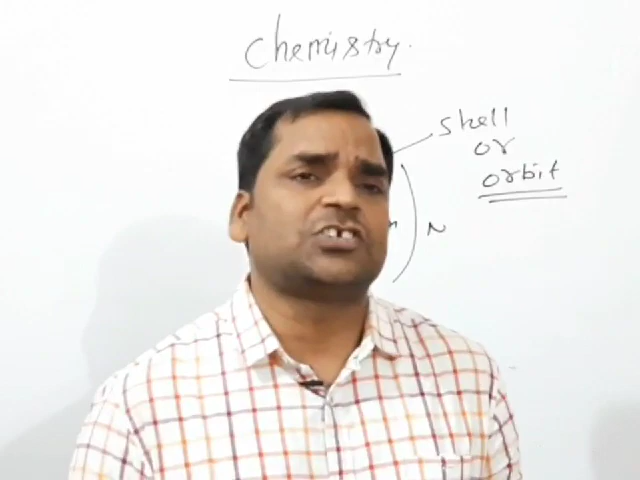 Chemistry.
Shell
or
orbit
N